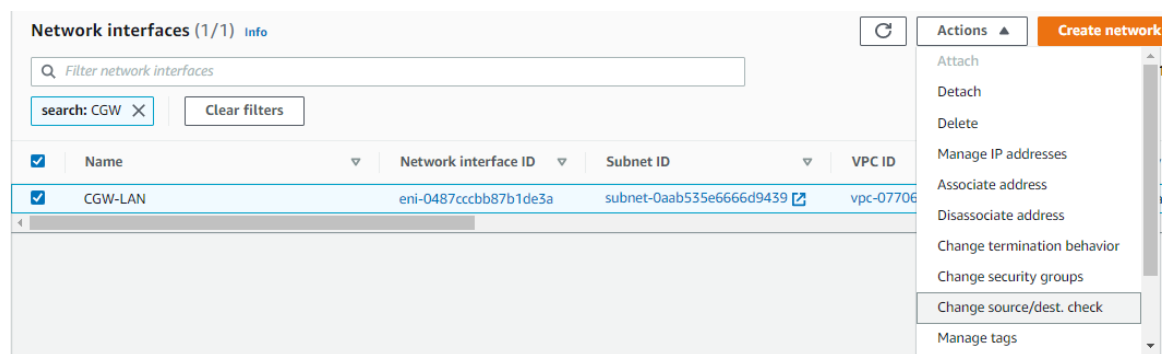 Network interfaces (1/1) Info
Actions ▲
Create network
Filter network interfaces
search: CGW
Clear filters
Name
Network interface ID
Subnet ID
VPC ID
CGW-LAN
eni-0487cccbb87b1de3a
subnet-0aab535e6666d9439
vpc-07706
Attach
Detach
Delete
Manage IP addresses
Associate address
Disassociate address
Change termination behavior
Change security groups
Change source/dest. check
Manage tags